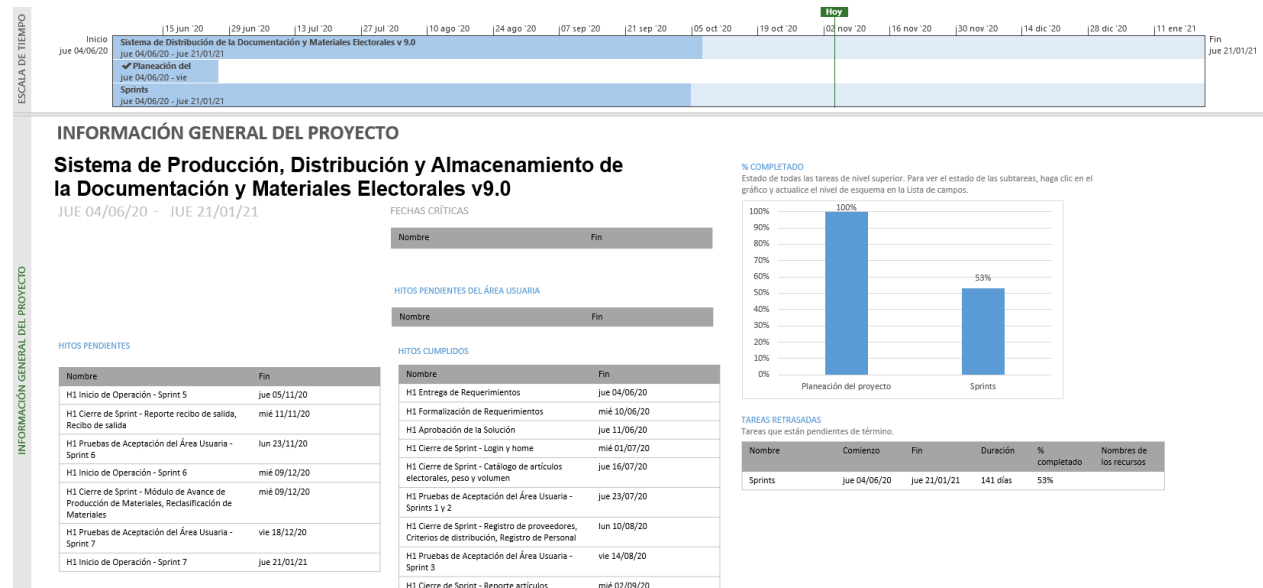 ESCALA DE TIEMPO
Hoy
15 jun '20 29 jun '20 13 jul '20 27 jul '20 10 ago '20 24 ago '20 07 sep '20 21 sep '20 05 oct '20 19 oct '20 02 nov '20 16 nov '20 30 nov '20 14 dic '20 28 dic '20 11 ene '21
Inicio
jue 04/06/20
Sistema de Distribución de la Documentación y Materiales Electorales v 9.0
jue 04/06/20 - jue 21/01/21
Planeación del
jue 04/06/20 - vie
Sprints
jue 04/06/20 - jue 21/01/21
Fin
jue 21/01/21
INFORMACIÓN GENERAL DEL PROYECTO
INFORMACIÓN GENERAL DEL PROYECTO
Sistema de Producción, Distribución y Almacenamiento de
la Documentación y Materiales Electorales v9.0
JUE 04/06/20 - JUE 21/01/21
FECHAS CRÍTICAS
Nombre Fin
HITOS PENDIENTES DEL ÁREA USUARIA
Nombre Fin
HITOS PENDIENTES
Nombre Fin
H1 Inicio de Operación - Sprint 5 jue 05/11/20
H1 Cierre de Sprint - Reporte recibo de salida, mié 11/11/20
Recibo de salida
H1 Pruebas de Aceptación del Área Usuaria - lun 23/11/20
Sprint 6
H1 Inicio de Operación - Sprint 6 mié 09/12/20
H1 Cierre de Sprint - Módulo de Avance de mié 09/12/20
Producción de Materiales, Reclasificación de
Materiales
H1 Pruebas de Aceptación del Área Usuaria - vie 18/12/20
Sprint 7
H1 Inicio de Operación - Sprint 7 jue 21/01/21
HITOS CUMPLIDOS
Nombre Fin
H1 Entrega de Requerimientos jue 04/06/20
H1 Formalización de Requerimientos mié 10/06/20
H1 Aprobación de la Solución jue 11/06/20
H1 Cierre de Sprint - Login y home mié 01/07/20
H1 Cierre de Sprint - Catálogo de artículos jue 16/07/20
electorales, peso y volumen
H1 Pruebas de Aceptación del Área Usuaria - jue 23/07/20
Sprints 1 y 2
H1 Cierre de Sprint - Registro de proveedores, lun 10/08/20
Criterios de distribución, Registro de Personal
H1 Pruebas de Aceptación del Área Usuaria - vie 14/08/20
Sprint 3
H1 Cierre de Sprint - Reporte artículos mié 02/09/20
% COMPLETADO
Estado de todas las tareas de nivel superior. Para ver el estado de las subtareas, haga clic en el
gráfico y actualice el nivel de esquema en la Lista de campos.
100%
90%
80%
70%
60%
50%
40%
30%
20%
10%
0%
100%
53%
Planeación del proyecto Sprints
TAREAS RETRASADAS
Tareas que están pendientes de término.
Nombre Comienzo Fin Duración % completado Nombres de los recursos
Sprints jue 04/06/20 jue 21/01/21 141 días 53%